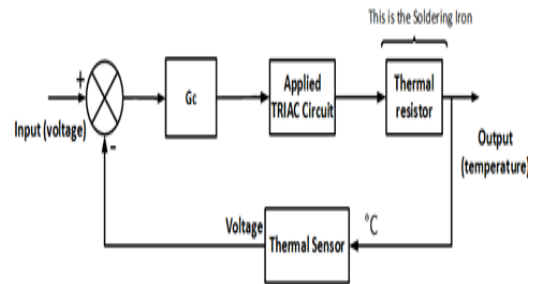 This is the Soldering Iron
+
Gc
Applied
TRIAC Circuit
Thermal
resistor
Input (voltage)
-
Output
(temperature)
Voltage
°C
Thermal Sensor